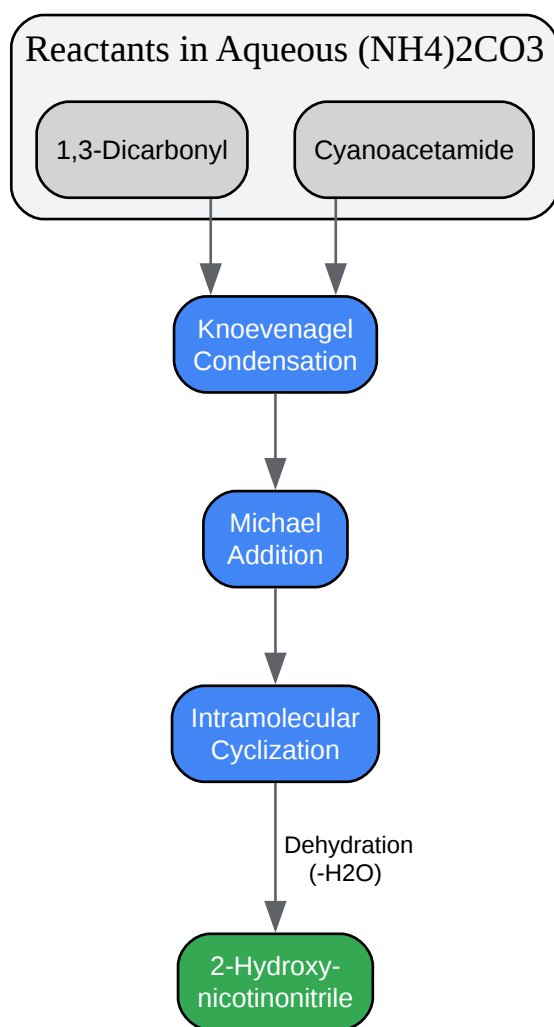 Reactants in Aqueous (NH4)2CO3
1,3-Dicarbonyl
Cyanoacetamide
Knoevenagel
Condensation
Michael
Addition
Intramolecular
Cyclization
Dehydration
(-H2O)
2-Hydroxy-
nicotinonitrile